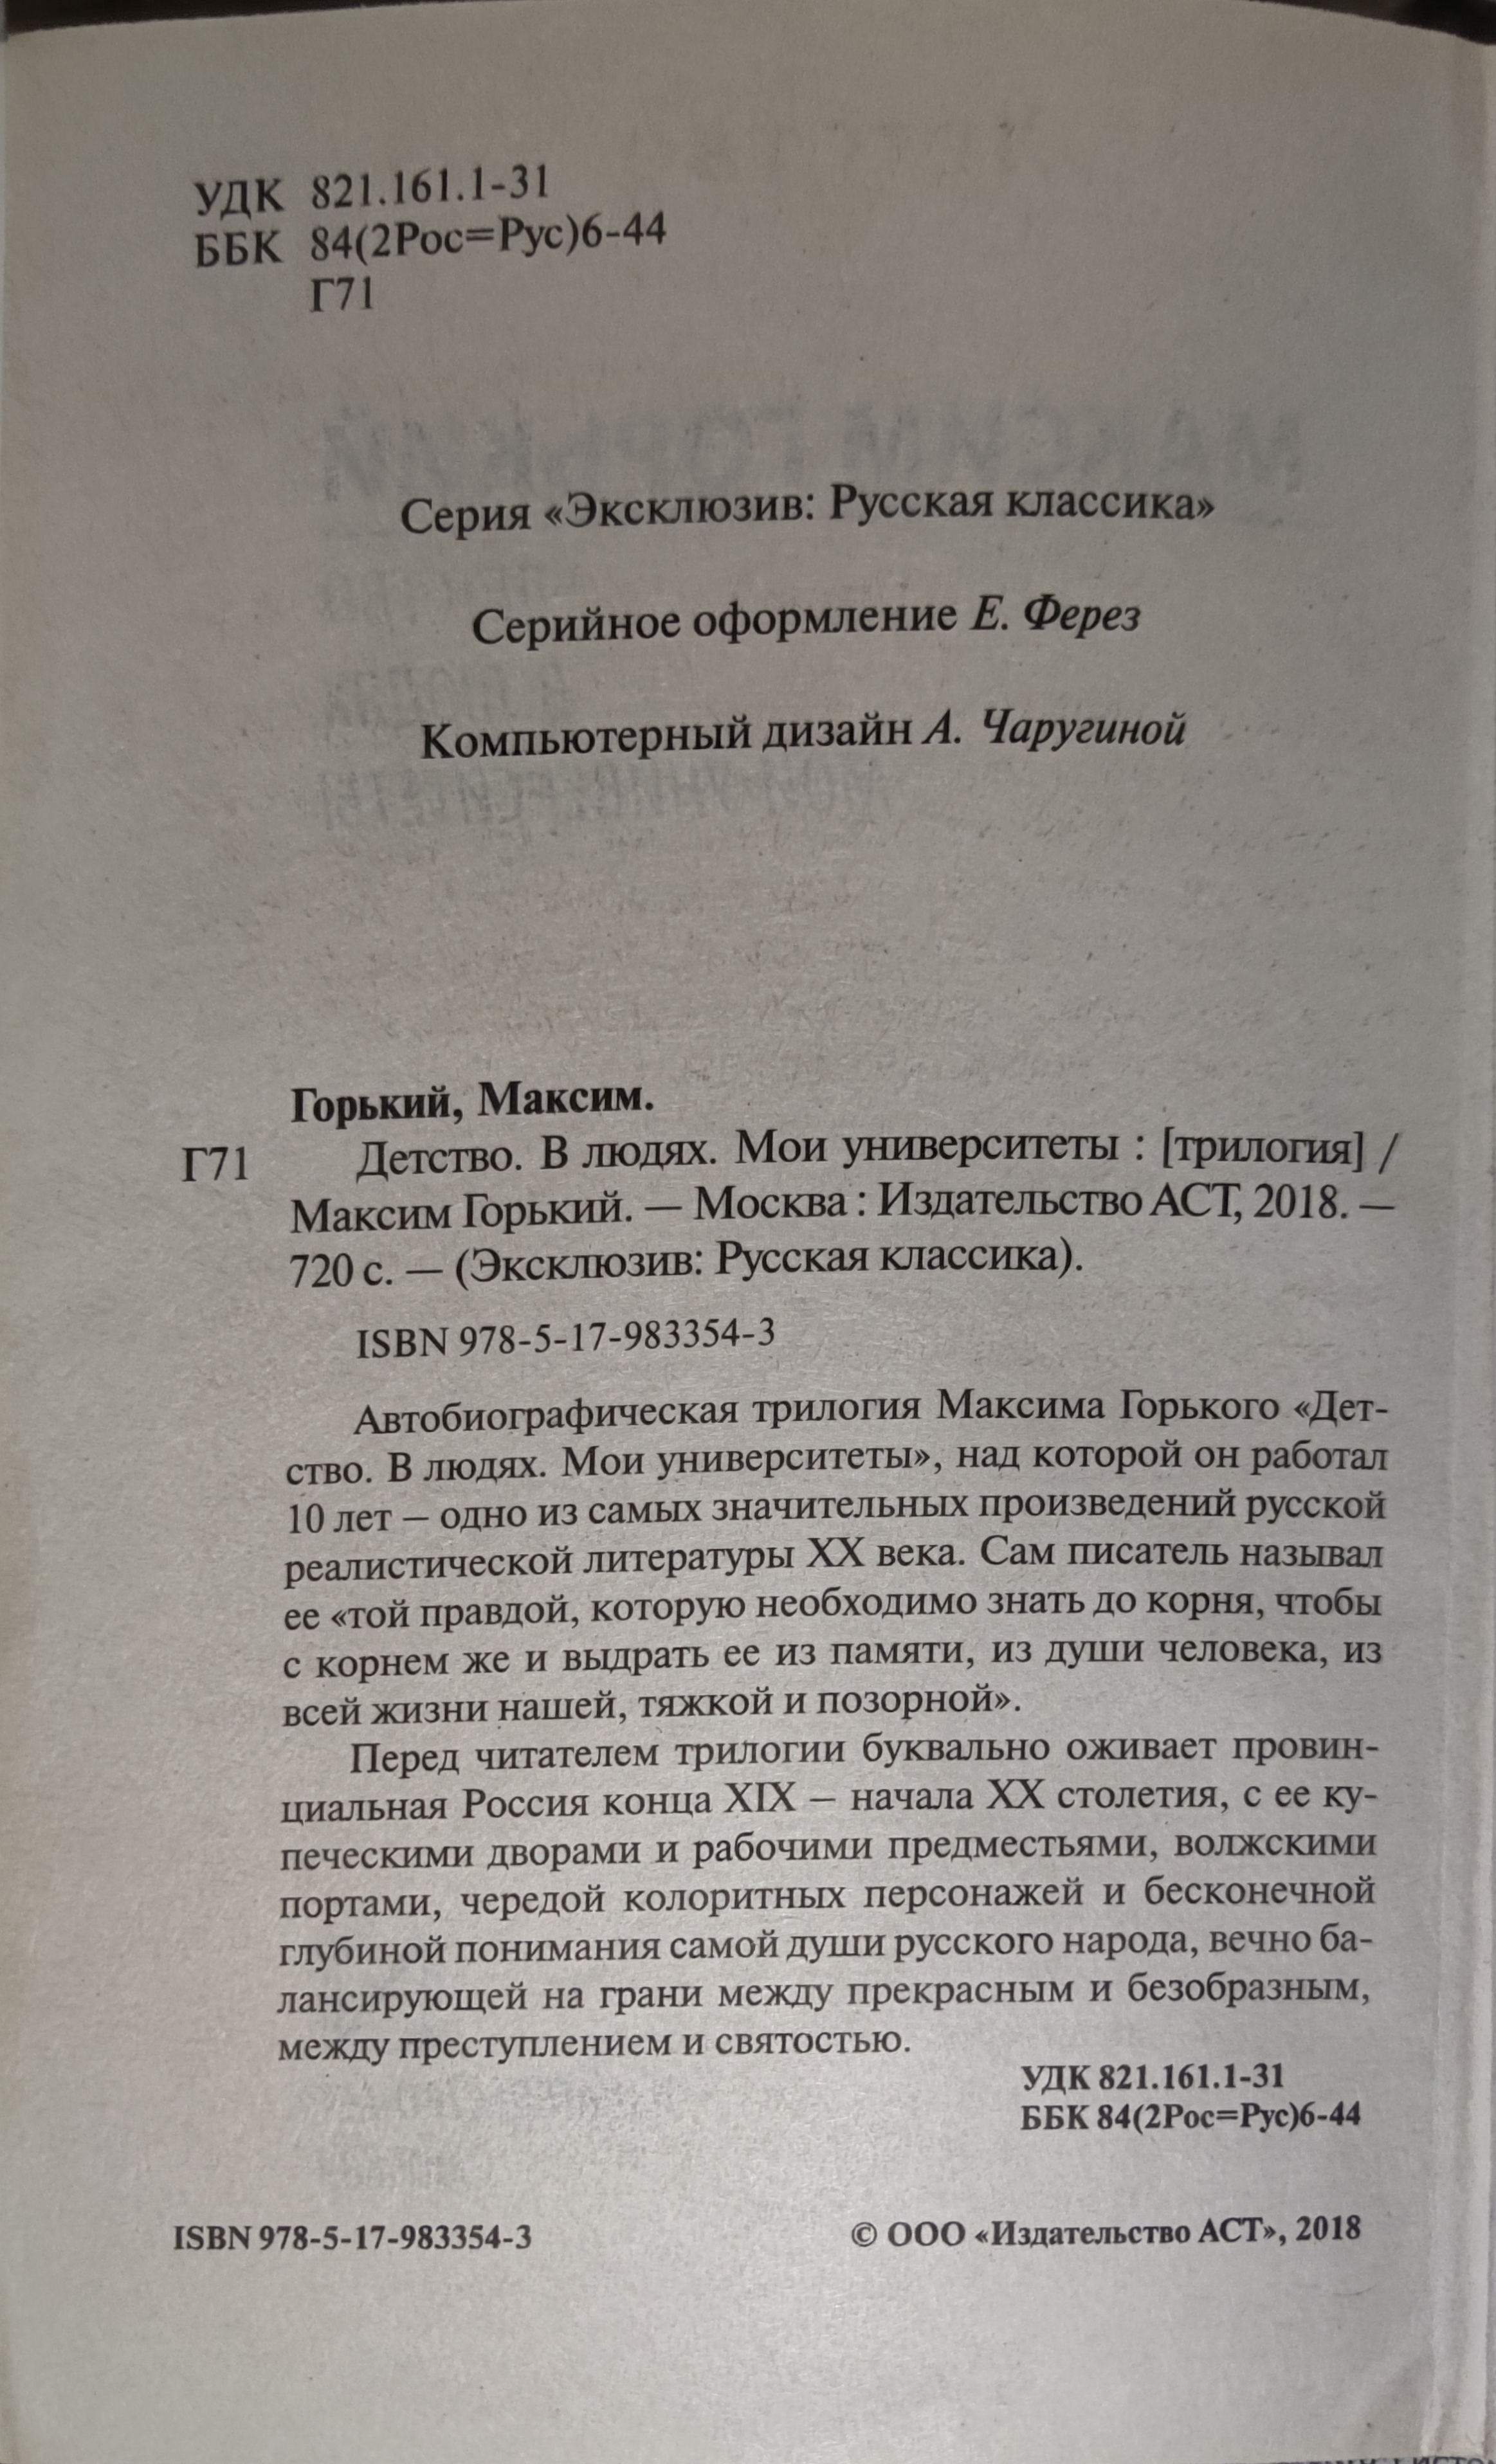 УДК 821.161.1-31
ББК 84(2Рос=Рус)6-44
Г71
Серия «Эксклюзив: Русская классика»
Серийное оформление Е. Ферез
Компьютерный дизайн А. Чаругиной
Горький, Максим.
Г71 Детство. В людях. Мои университеты : [трилогия] /
Максим Горький. — Москва : Издательство АСТ, 2018. —
720 с. — (Эксклюзив: Русская классика).
ISBN 978-5-17-983354-3
Автобиографическая трилогия Максима Горького «Дет-
ство. В людях. Мои университеты», над которой он работал
10 лет – одно из самых значительных произведений русской
реалистической литературы XX века. Сам писатель называл
ее «той правдой, которую необходимо знать до корня, чтобы
с корнем же и выдрать ее из памяти, из души человека, из
всей жизни нашей, тяжкой и позорной».
Перед читателем трилогии буквально оживает провин-
циальная Россия конца XIX – начала XX столетия, с ее ку-
печескими дворами и рабочими предместьями, волжскими
портами, чередой колоритных персонажей и бесконечной
глубиной понимания самой души русского народа, вечно ба-
лансирующей на грани между прекрасным и безобразным,
между преступлением и святостью.
УДК 821.161.1-31
ББК 84(2Рос=Рус)6-44
ISBN 978-5-17-983354-3 © ООО «Издательство АСТ», 2018